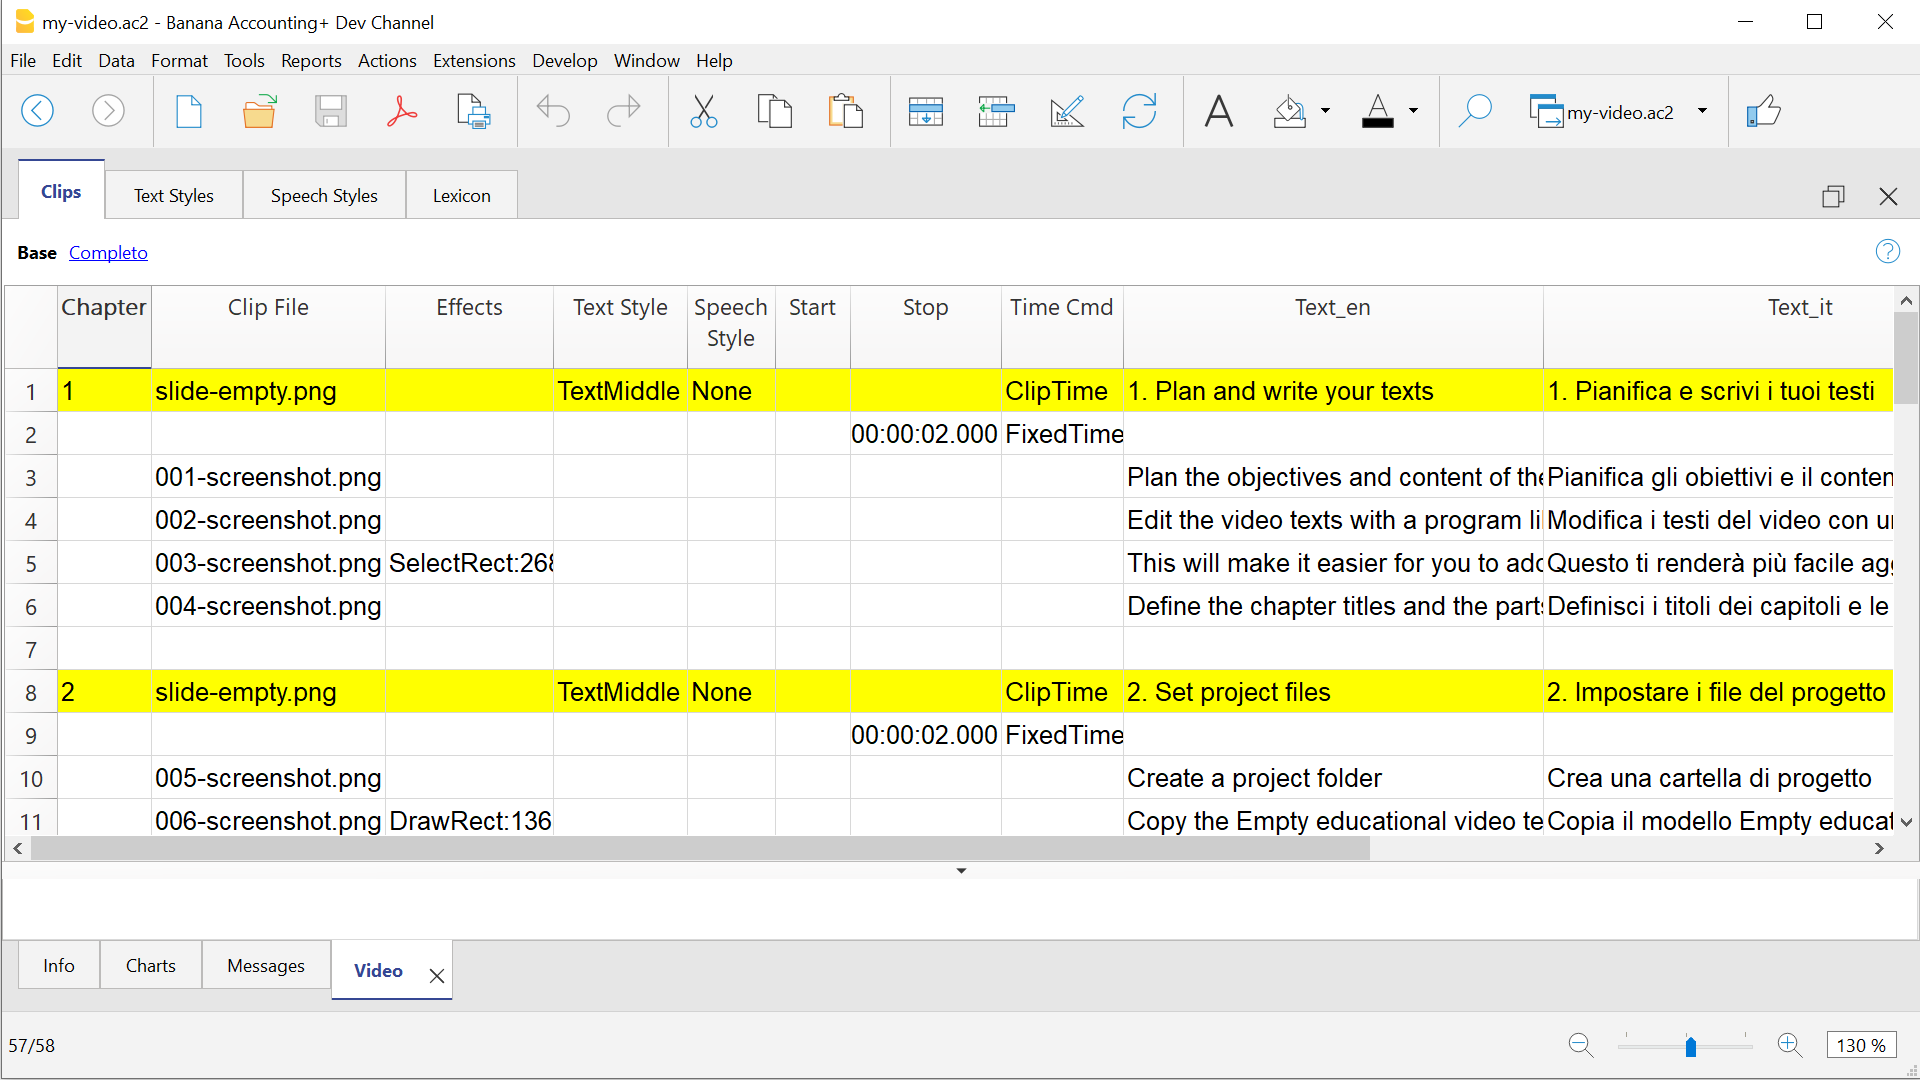 my-video.ac2 - Banana Accounting+ Dev Channel
File Edit Data Format Tools Reports Actions Extensions Develop Window Help
my-video.ac2
Clips Text Styles Speech Styles Lexicon
Base Completo
Chapter Clip File Effects Text Style Speech Style Start Stop Time Cmd Text_en Text_it
1 1 slide-empty.png TextMiddle None ClipTime 1. Plan and write your texts 1. Pianifica e scrivi i tuoi testi
2 00:00:02.000 FixedTime
3 001-screenshot.png Plan the objectives and content of the Pianifica gli obiettivi e il conten
4 002-screenshot.png Edit the video texts with a program li Modifica i testi del video con u
5 003-screenshot.png SelectRect:268 This will make it easier for you to add Questo ti renderà più facile ag
6 004-screenshot.png Define the chapter titles and the parts Definisci i titoli dei capitoli e le
7
8 2 slide-empty.png TextMiddle None ClipTime 2. Set project files 2. Impostare i file del progetto
9 00:00:02.000 FixedTime
10 005-screenshot.png Create a project folder Crea una cartella di progetto
11 006-screenshot.png DrawRect:136 Copy the Empty educational video te Copia il modello Empty educat
Info Charts Messages Video
57/58 130 %